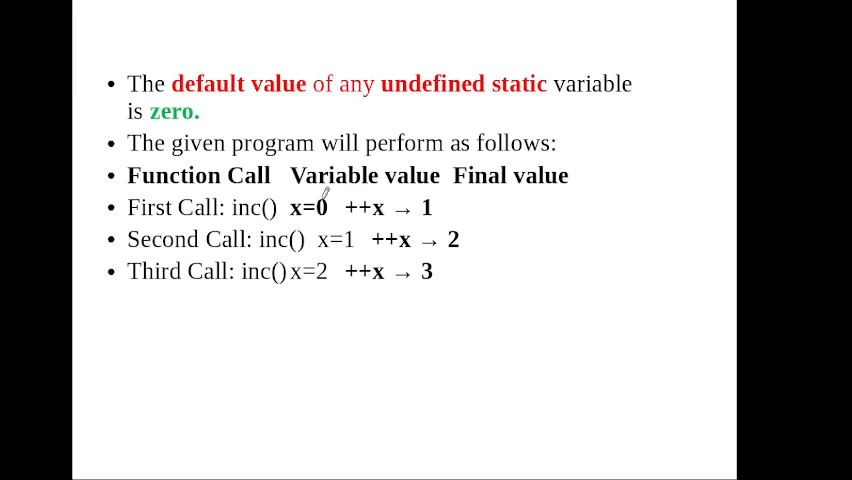 • The default value of any undefined static variable
is zero.
• The given program will perform as follows:
• Function Call Variable value Final value
• First Call: inc() x=0 ++x → 1
• Second Call: inc() x=1 ++x → 2
• Third Call: inc() x=2 ++x → 3